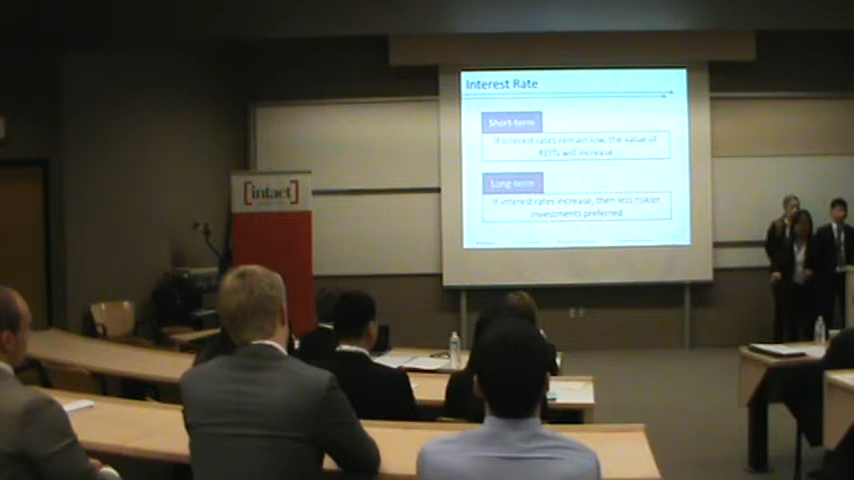 Interest Rate
Short-term
If interest rates remain low, the value of
REITs will increase
Long-term
If interest rates increase, then less riskier
investments preferred
[intact]